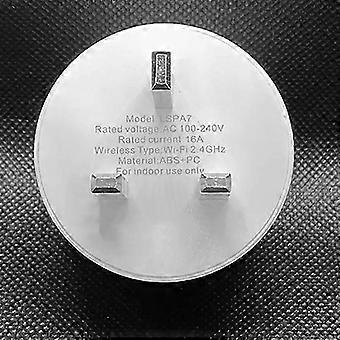 Model: LSPA7
Rated voltage:AC 100-240V
Rated current:16A
Wireless Type:Wi-Fi 2.4GHz
Material:ABS+PC
For indoor use only